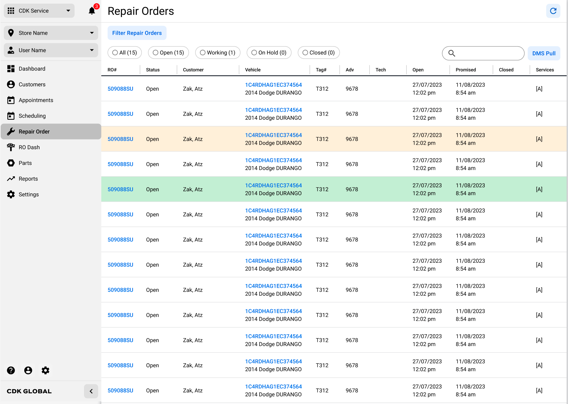 CDK Service
3
Store Name
User Name
Dashboard
Customers
Appointments
Scheduling
Repair Order
RO Dash
Parts
Reports
Settings
CDK GLOBAL
Repair Orders
Filter Repair Orders
All (15) Open (15) Working (1) On Hold (0) Closed (0)
DMS Pull
RO# Status Customer Vehicle Tag# Adv Tech Open Promised Closed Services
509088SU Open Zak, Atz 1C4RDHAG1EC374564 T312 9678 27/07/2023 11/08/2023 [A]
2014 Dodge DURANGO 12:02 pm 8:54 am
509088SU Open Zak, Atz 1C4RDHAG1EC374564 T312 9678 27/07/2023 11/08/2023 [A]
2014 Dodge DURANGO 12:02 pm 8:54 am
509088SU Open Zak, Atz 1C4RDHAG1EC374564 T312 9678 27/07/2023 11/08/2023 [A]
2014 Dodge DURANGO 12:02 pm 8:54 am
509088SU Open Zak, Atz 1C4RDHAG1EC374564 T312 9678 27/07/2023 11/08/2023 [A]
2014 Dodge DURANGO 12:02 pm 8:54 am
509088SU Open Zak, Atz 1C4RDHAG1EC374564 T312 9678 27/07/2023 11/08/2023 [A]
2014 Dodge DURANGO 12:02 pm 8:54 am
509088SU Open Zak, Atz 1C4RDHAG1EC374564 T312 9678 27/07/2023 11/08/2023 [A]
2014 Dodge DURANGO 12:02 pm 8:54 am
509088SU Open Zak, Atz 1C4RDHAG1EC374564 T312 9678 27/07/2023 11/08/2023 [A]
2014 Dodge DURANGO 12:02 pm 8:54 am
509088SU Open Zak, Atz 1C4RDHAG1EC374564 T312 9678 27/07/2023 11/08/2023 [A]
2014 Dodge DURANGO 12:02 pm 8:54 am
509088SU Open Zak, Atz 1C4RDHAG1EC374564 T312 9678 27/07/2023 11/08/2023 [A]
2014 Dodge DURANGO 12:02 pm 8:54 am
509088SU Open Zak, Atz 1C4RDHAG1EC374564 T312 9678 27/07/2023 11/08/2023 [A]
2014 Dodge DURANGO 12:02 pm 8:54 am
509088SU Open Zak, Atz 1C4RDHAG1EC374564 T312 9678 27/07/2023 11/08/2023 [A]
2014 Dodge DURANGO 12:02 pm 8:54 am
509088SU Open Zak, Atz 1C4RDHAG1EC374564 T312 9678 27/07/2023 11/08/2023 [A]
2014 Dodge DURANGO 12:02 pm 8:54 am
509088SU Open Zak, Atz 1C4RDHAG1EC374564 T312 9678 27/07/2023 11/08/2023 [A]
2014 Dodge DURANGO 12:02 pm 8:54 am